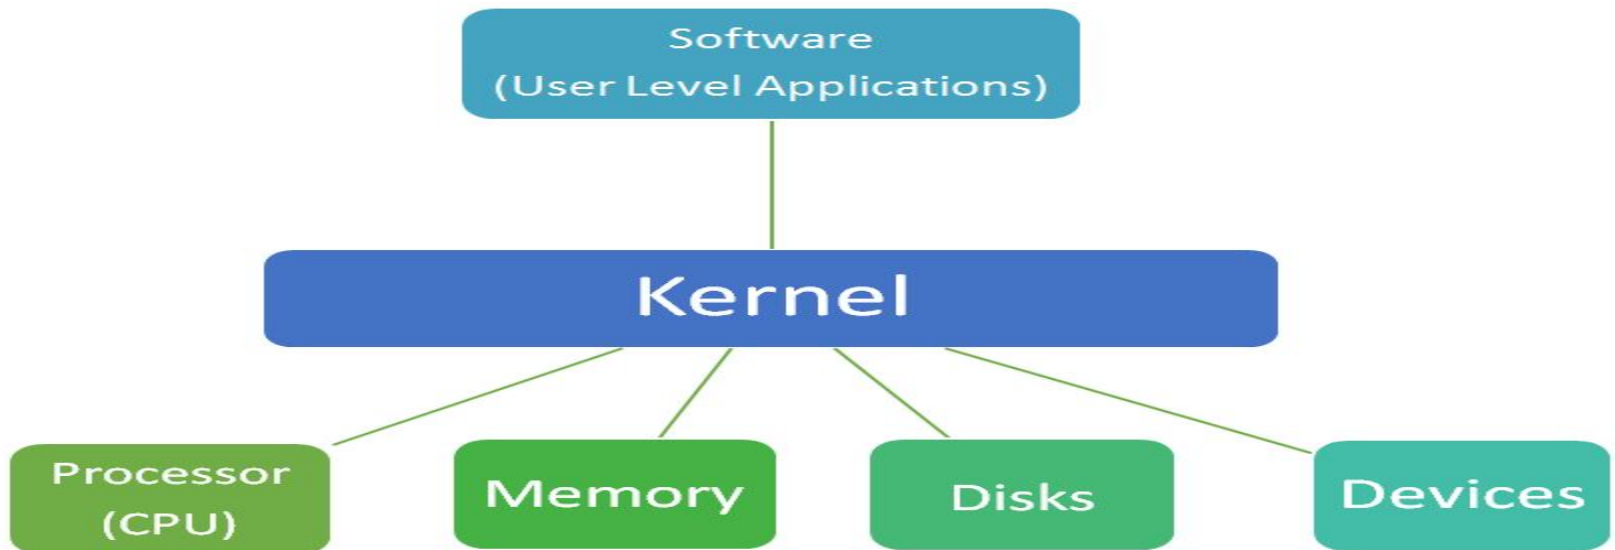 Software
(User Level Applications)
Kernel
Processor
(CPU)
Memory
Disks
Devices